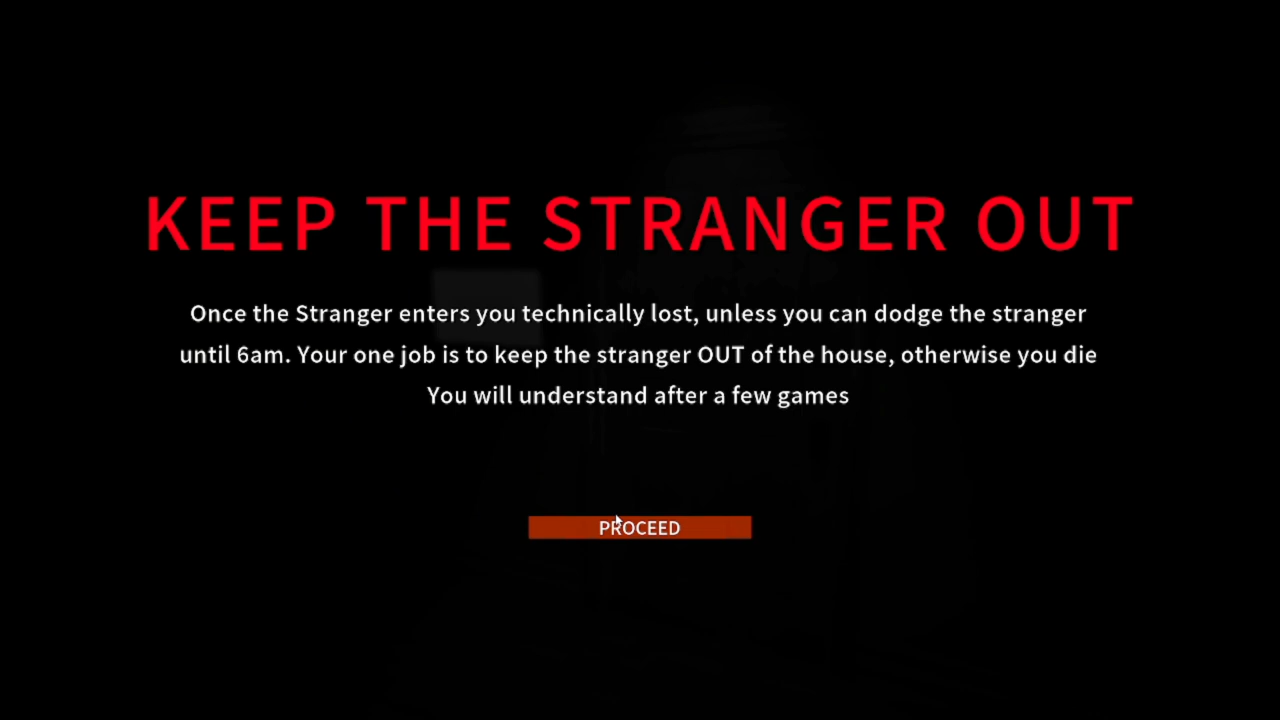 KEEP THE STRANGER OUT
Once the Stranger enters you technically lost, unless you can dodge the stranger
until 6am. Your one job is to keep the stranger OUT of the house, otherwise you die
You will understand after a few games
PROCEED